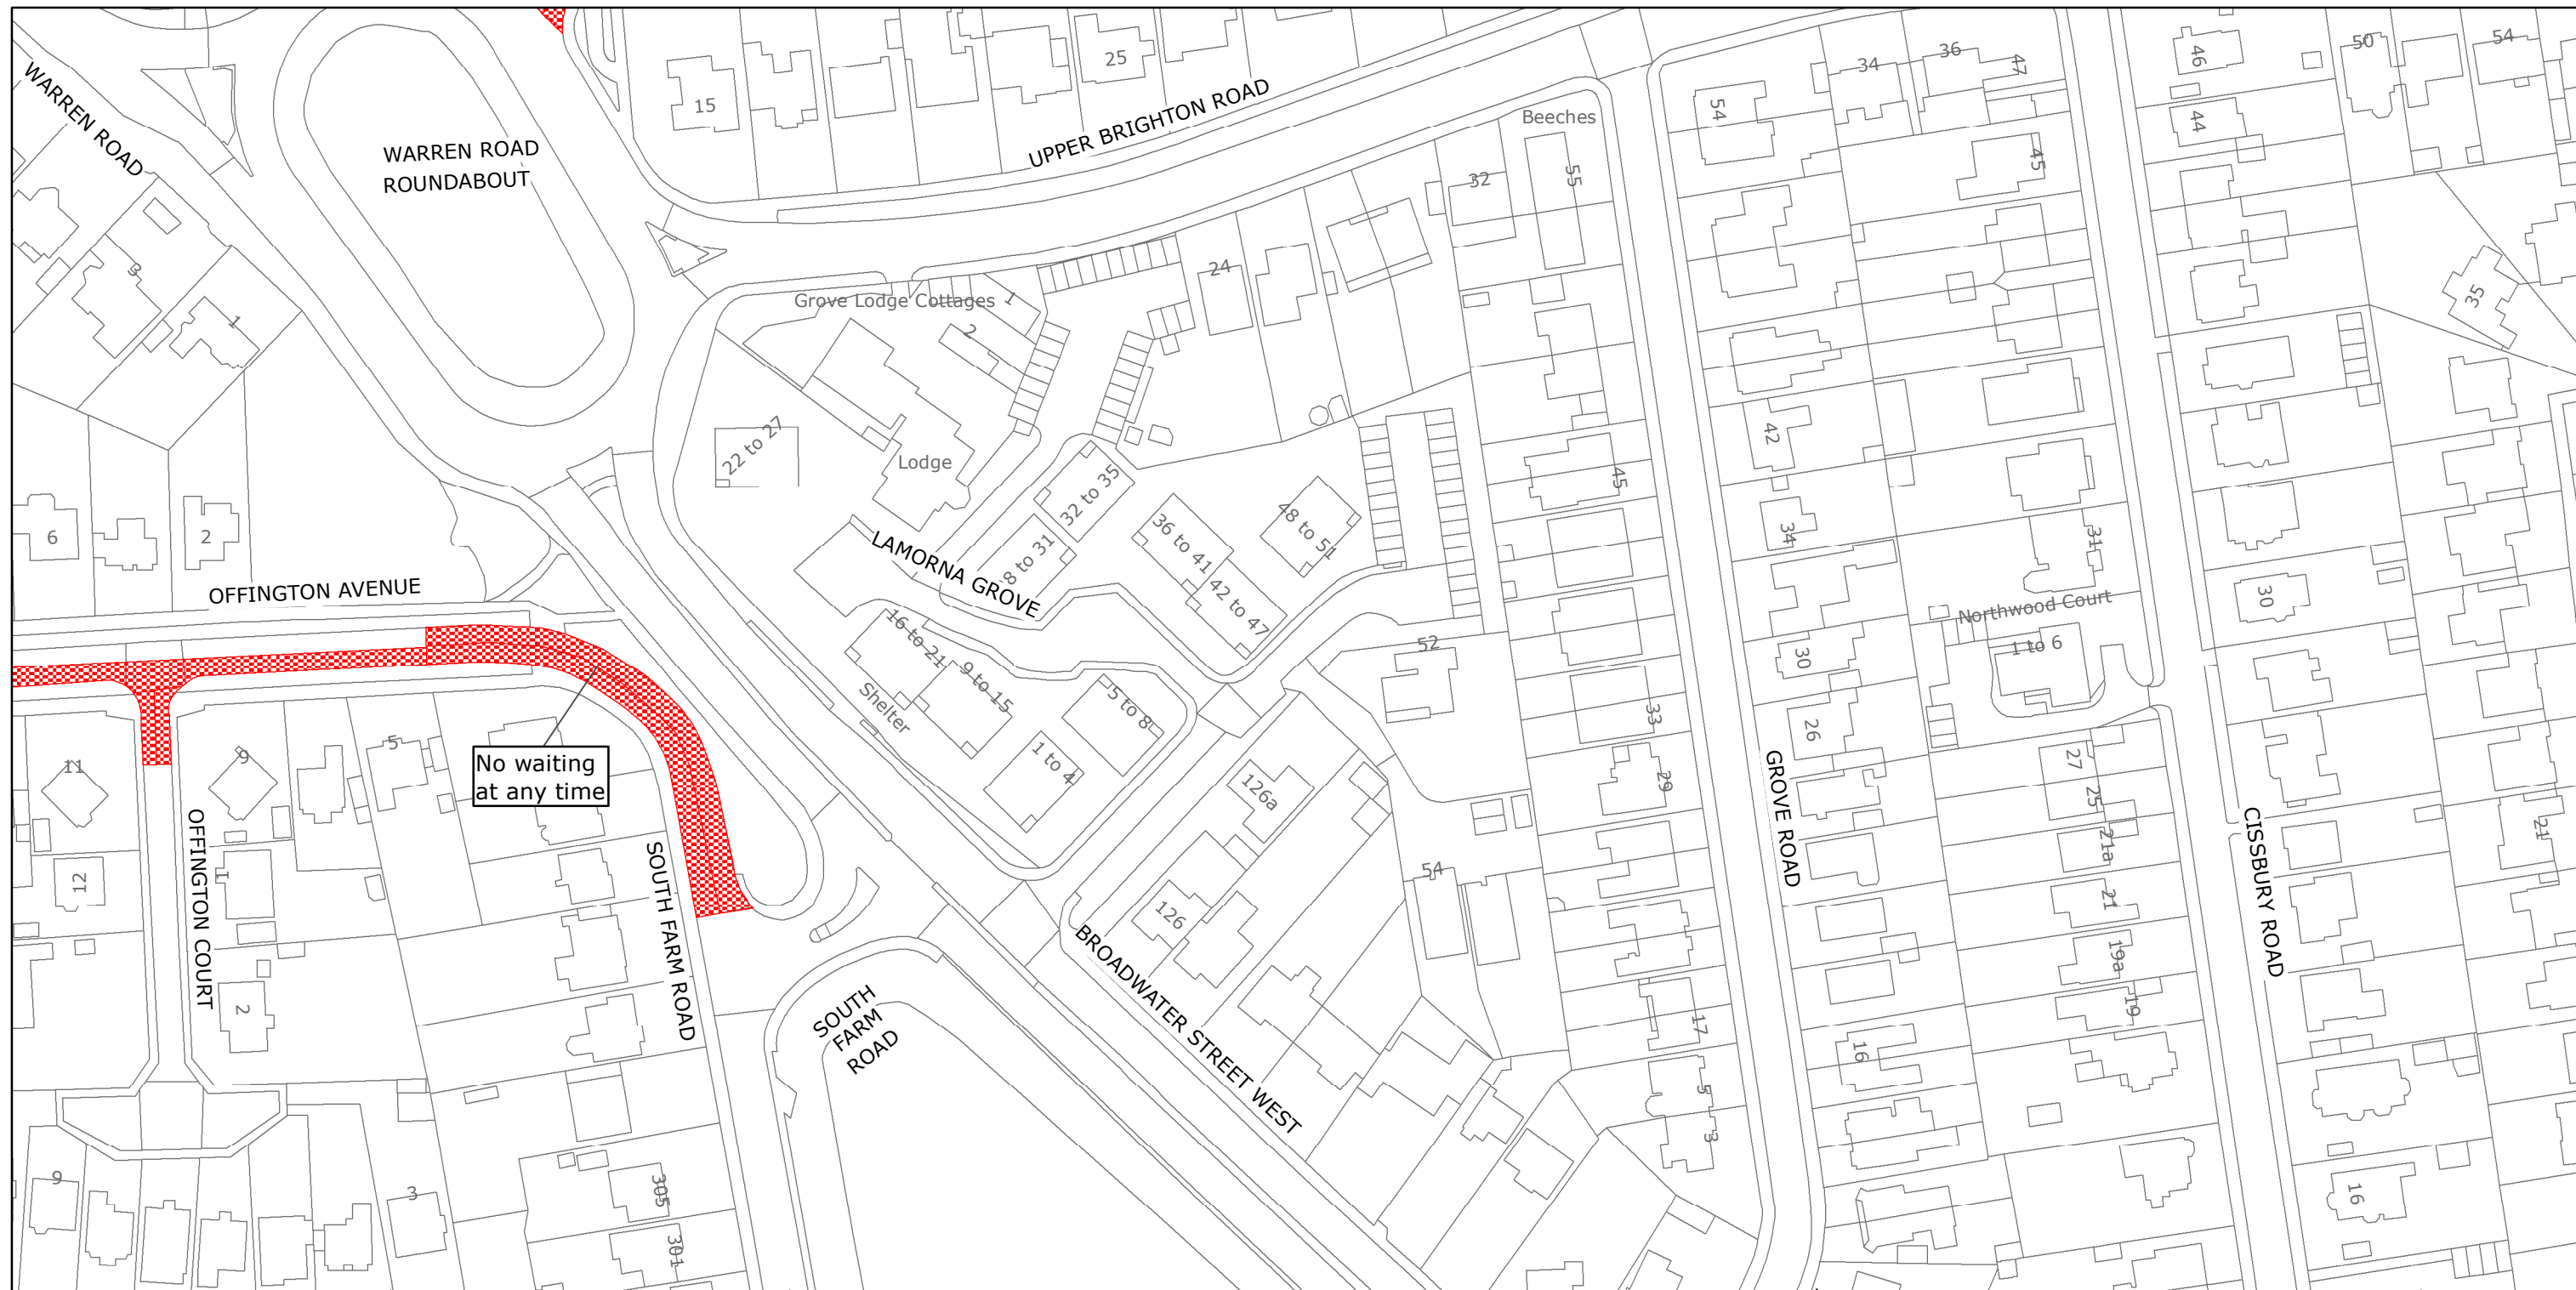 WARREN ROAD
WARREN ROAD
ROUNDABOUT
UPPER BRIGHTON ROAD
15
25
Beeches
32
55
54
34
36
47
45
46
44
50
54
35
3
1
Grove Lodge Cottages
1
2
24
22 to 27
Lodge
32 to 35
8 to 31
36 to 41
42 to 47
48 to 51
LAMORNA GROVE
45
42
34
31
30
Northwood Court
1 to 6
6
2
OFFINGTON AVENUE
16 to 21
9 to 15
Shelter
5 to 8
1 to 4
52
33
30
26
29
27
25
21a
21
19a
19
21
No waiting
at any time
11
9
5
12
1
2
OFFINGTON COURT
SOUTH FARM ROAD
SOUTH
FARM
ROAD
126a
126
54
BROADWATER STREET WEST
GROVE ROAD
CISSBURY ROAD
17
16
5
3
16
9
3
305
301